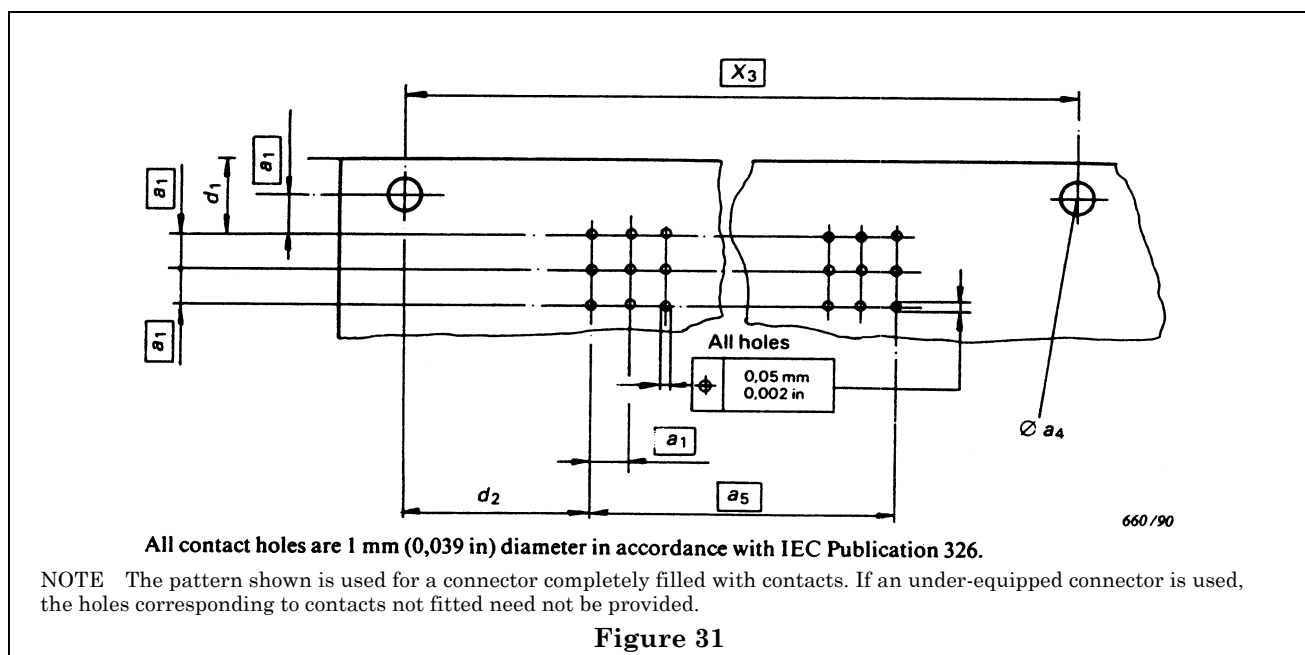 X₃
a₁
a₁
d₁
a₁
All holes
0,05 mm
0,002 in
a₁
Ø a₄
d₂
a₅
660/90
All contact holes are 1 mm (0,039 in) diameter in accordance with IEC Publication 326.
NOTE The pattern shown is used for a connector completely filled with contacts. If an under-equipped connector is used,
the holes corresponding to contacts not fitted need not be provided.
Figure 31